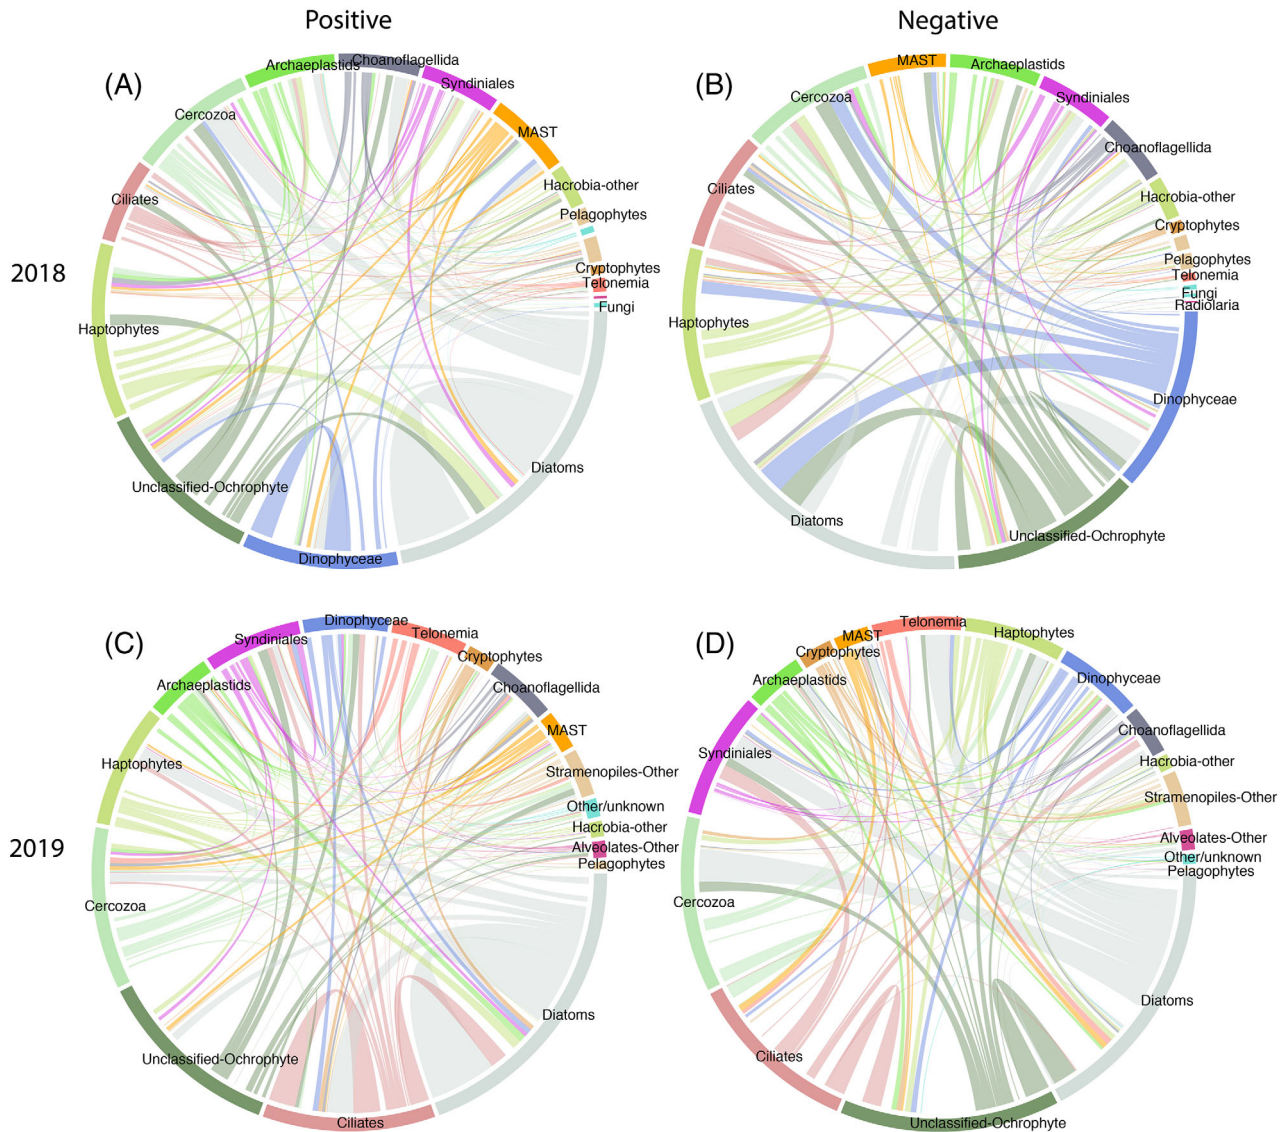 Positive
Negative
2018
(A)
Archaeplastids
Choanoflagellida
Syndiniales
Cercozoa
MAST
Ciliates
Hacrobia-other
Pelagophytes
Cryptophytes
Telonemia
Fungi
Haptophytes
Diatoms
Unclassified-Ochrophyte
Dinophyceae
(B)
MAST
Archaeplastids
Cercozoa
Syndiniales
Choanoflagellida
Ciliates
Hacrobia-other
Cryptophytes
Pelagophytes
Telonemia
Fungi
Radiolaria
Haptophytes
Dinophyceae
Diatoms
Unclassified-Ochrophyte
2019
(C)
Dinophyceae
Syndiniales
Telonemia
Cryptophytes
Archaeplastids
Choanoflagellida
MAST
Haptophytes
Stramenopiles-Other
Other/unknown
Hacrobia-other
Alveolates-Other
Pelagophytes
Cercozoa
Diatoms
Unclassified-Ochrophyte
Ciliates
(D)
Telonemia
MAST
Haptophytes
Cryptophytes
Archaeplastids
Dinophyceae
Choanoflagellida
Syndiniales
Hacrobia-other
Stramenopiles-Other
Alveolates-Other
Other/unknown
Pelagophytes
Cercozoa
Diatoms
Ciliates
Unclassified-Ochrophyte